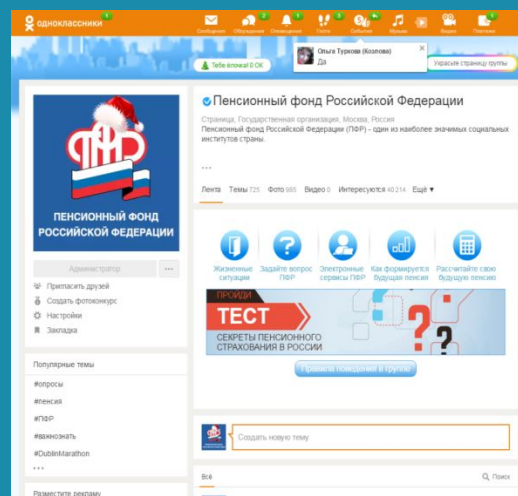 одноклассники
Сообщения Обсуждения Оповещения Гости События Музыка Видео Платежи
Ольга Туркова (Козлова)
Да
Тебе ёлочка! 0 ОК
Украсьте страницу группы
Пенсионный фонд Российской Федерации
Страница, Государственная организация, Москва, Россия
Пенсионный фонд Российской Федерации (ПФР) - один из наиболее значимых социальных
институтов страны.
...
Лента Темы 725 Фото 965 Видео 0 Интересуются 40 214 Ещё ▼
ПФР
ПЕНСИОННЫЙ ФОНД
РОССИЙСКОЙ ФЕДЕРАЦИИ
Администратор ...
Пригласить друзей
Создать фотоконкурс
Настройки
Закладка
Жизненные ситуации
Задайте вопрос ПФР
Электронные сервисы ПФР
Как формируется будущая пенсия
Рассчитайте свою будущую пенсию
ПРОЙДИ
ТЕСТ
СЕКРЕТЫ ПЕНСИОННОГО
СТРАХОВАНИЯ В РОССИИ
Правила поведения в группе
Популярные темы
#опросы
#пенсия
#ПФР
#важнознать
#DublinMarathon
...
Создать новую тему
Всё Поиск
Разместите рекламу